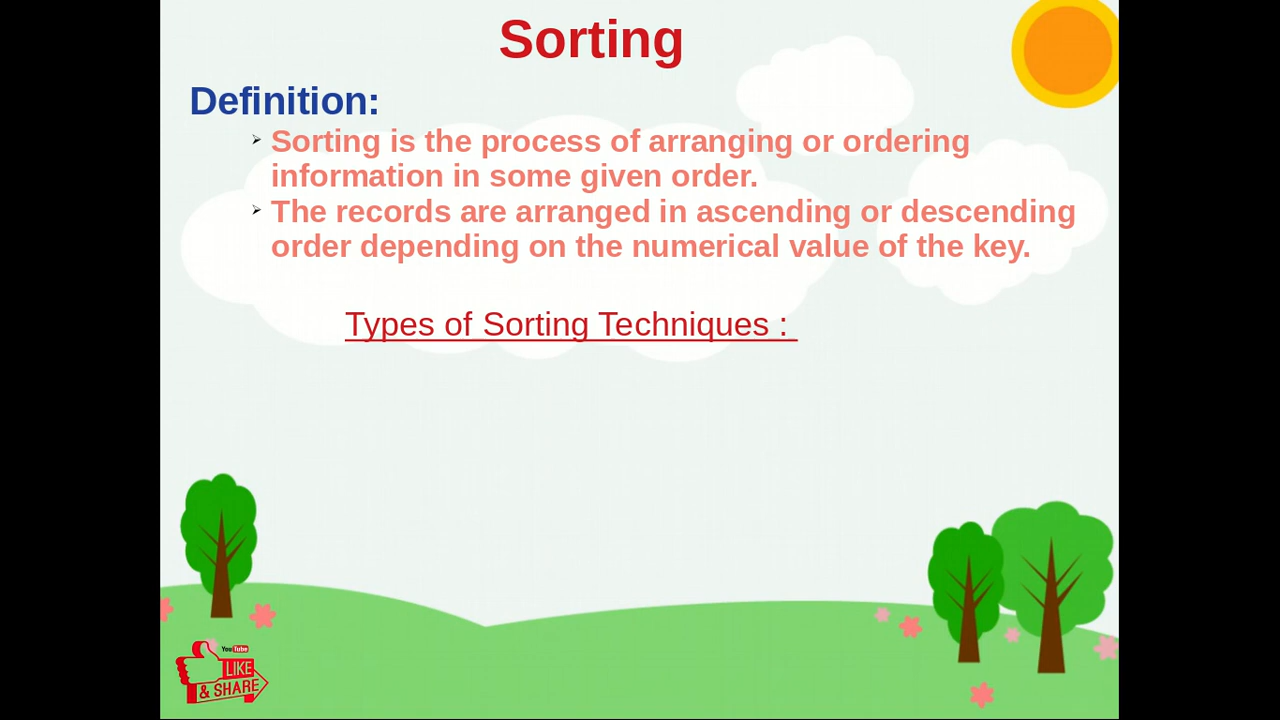 Sorting
Definition:
➢ Sorting is the process of arranging or ordering
information in some given order.
➢ The records are arranged in ascending or descending
order depending on the numerical value of the key.
Types of Sorting Techniques :
YouTube
LIKE
& SHARE